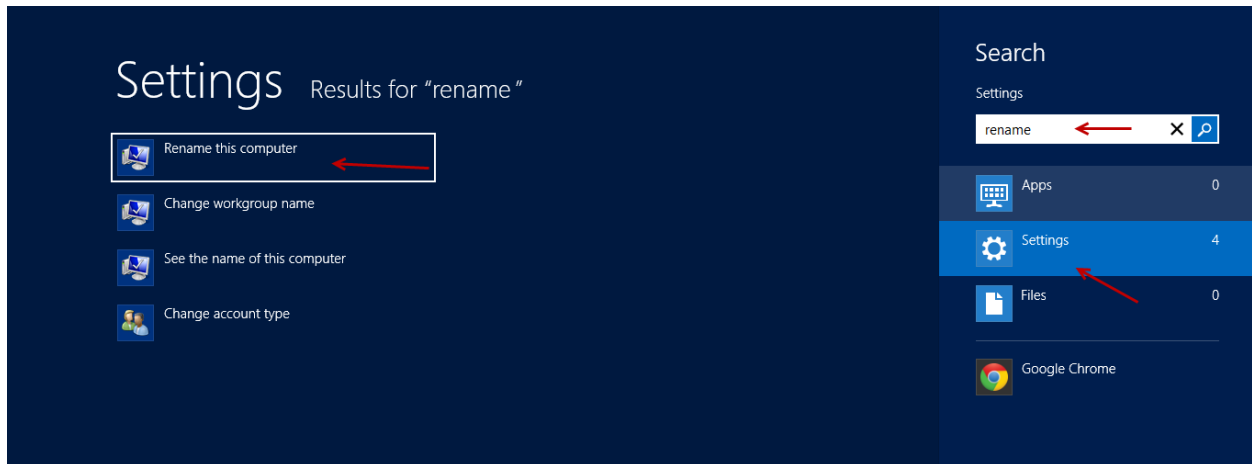 Settings Results for “rename ”
Rename this computer
Change workgroup name
See the name of this computer
Change account type
Search
Settings
rename
Apps 0
Settings 4
Files 0
Google Chrome